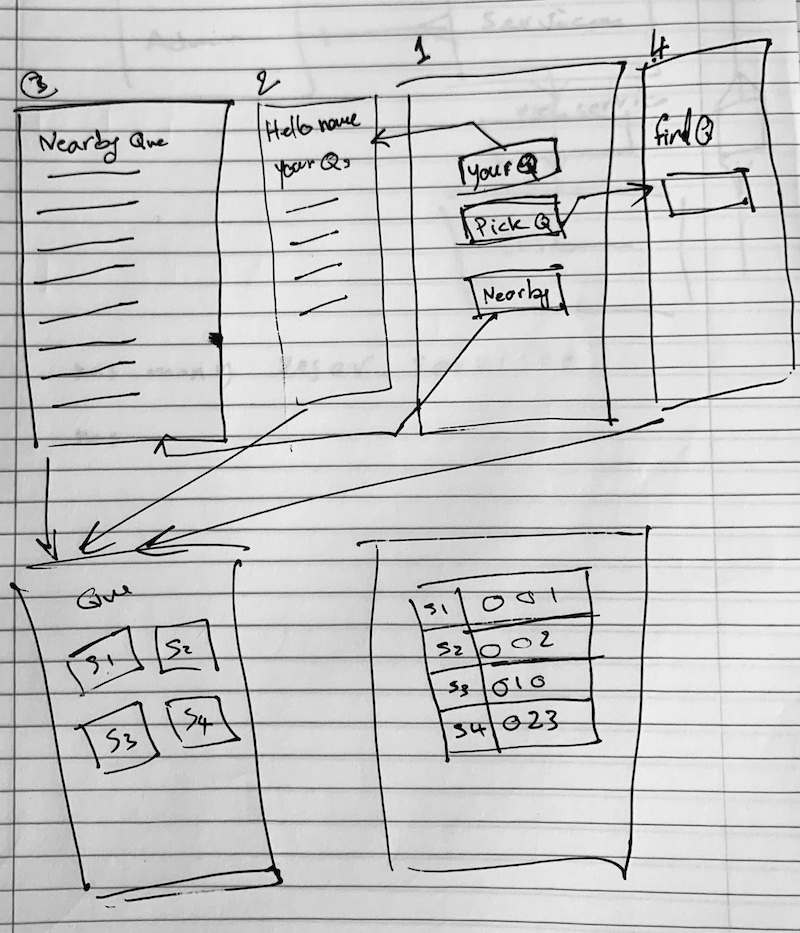 3
Nearby Que
2
Hello name
your Qs
1
your Q
Pick Q
Nearby
4
find Q
Que
S1
S2
S3
S4
S1 001
S2 002
S3 010
S4 023